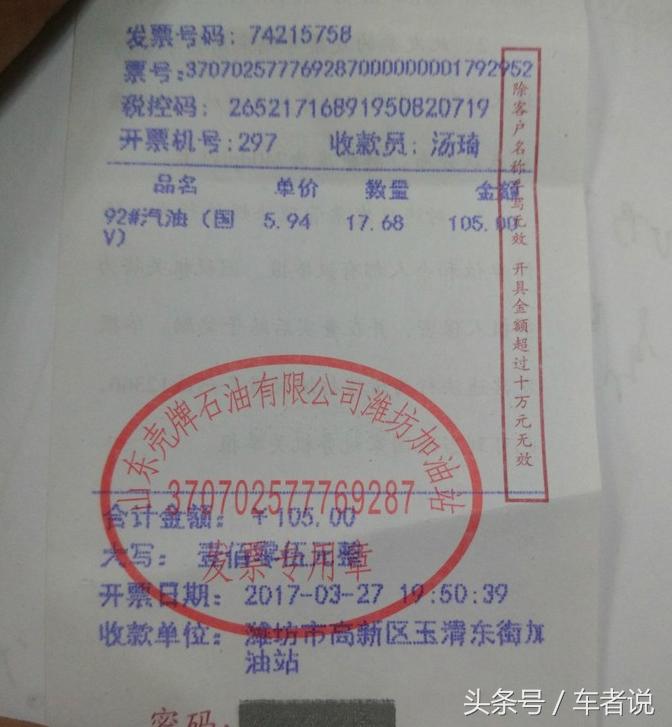 发票号码: 74215758
票号:370702577769287000000001792952
税控码: 26521716891950820719
开票机号:297 收款员: 汤琦
品名 单价 数量 金额
92#汽油（国V） 5.94 17.68 105.00
除客户名称手写无效 开具金额超过十万元无效
山东壳牌石油有限公司潍坊加油站
370702577769287
发票专用章
合计金额: ￥105.00
大写: 壹佰零伍元整
开票日期: 2017-03-27 19:50:39
收款单位: 潍坊市高新区玉清东街加
油站
密码:
头条号／车者说